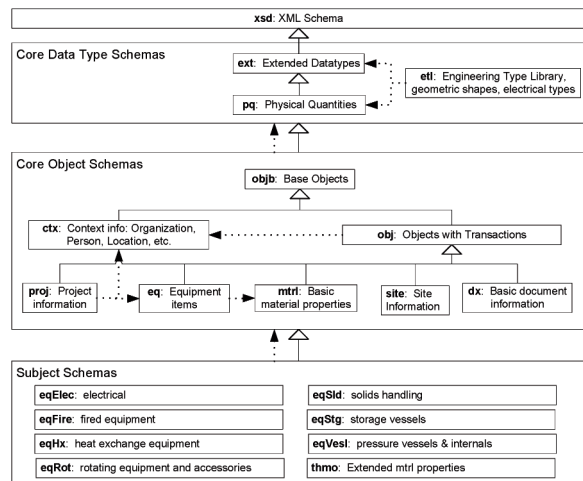 xsd: XML Schema
Core Data Type Schemas
ext: Extended Datatypes
etl: Engineering Type Library,
geometric shapes, electrical types
pq: Physical Quantities
Core Object Schemas
objb: Base Objects
ctx: Context info: Organization,
Person, Location, etc.
obj: Objects with Transactions
proj: Project
information
eq: Equipment
items
mtrl: Basic
material properties
site: Site
Information
dx: Basic document
information
Subject Schemas
eqElec: electrical
eqSld: solids handling
eqFire: fired equipment
eqStg: storage vessels
eqHx: heat exchange equipment
eqVesl: pressure vessels & internals
eqRot: rotating equipment and accessories
thmo: Extended mtrl properties